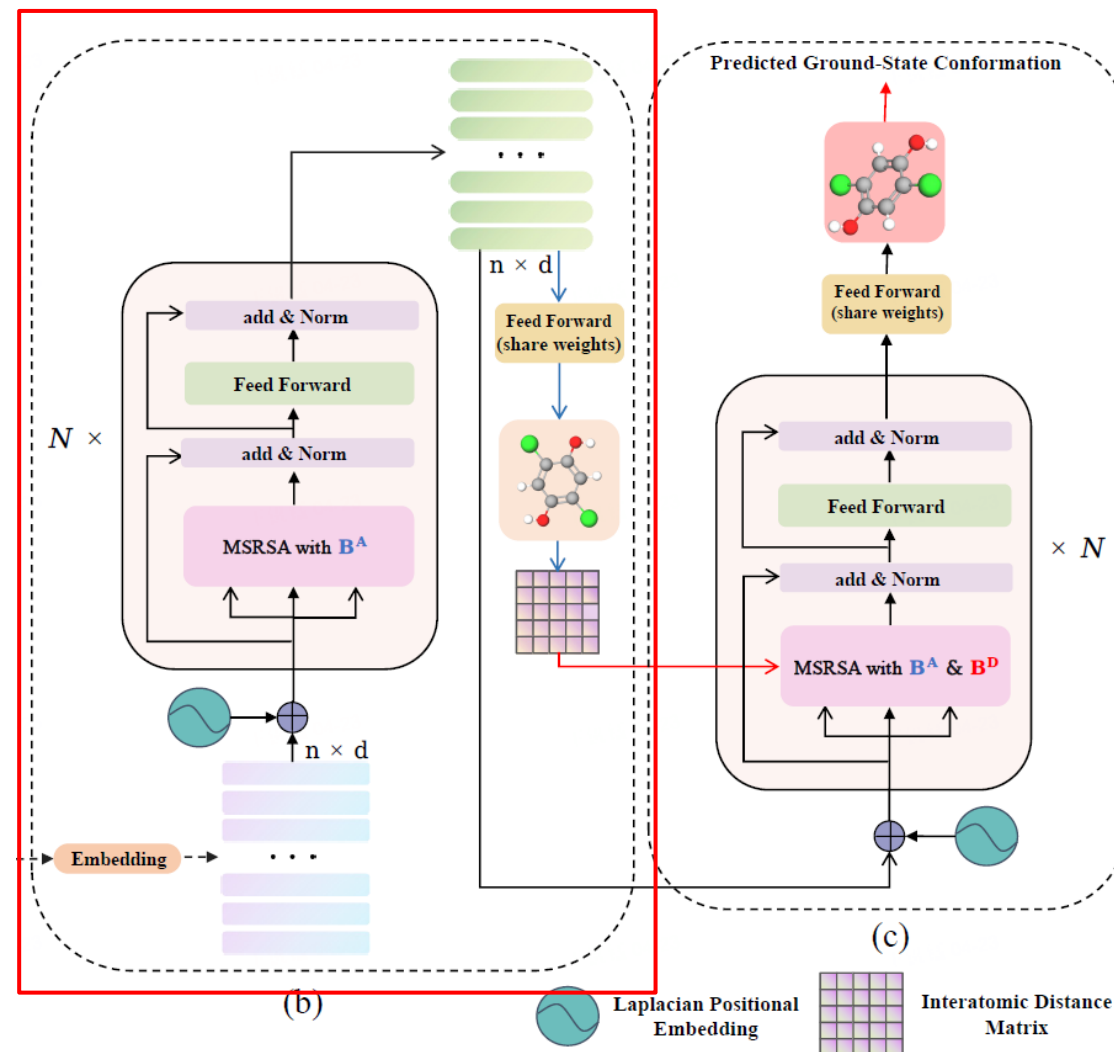 n × d
Feed Forward
(share weights)
add & Norm
Feed Forward
N ×
add & Norm
MSRSA with B^A
n × d
Embedding
(b)
Predicted Ground-State Conformation
Feed Forward
(share weights)
add & Norm
Feed Forward
× N
add & Norm
MSRSA with B^A & B^D
(c)
Laplacian Positional
Embedding
Interatomic Distance
Matrix